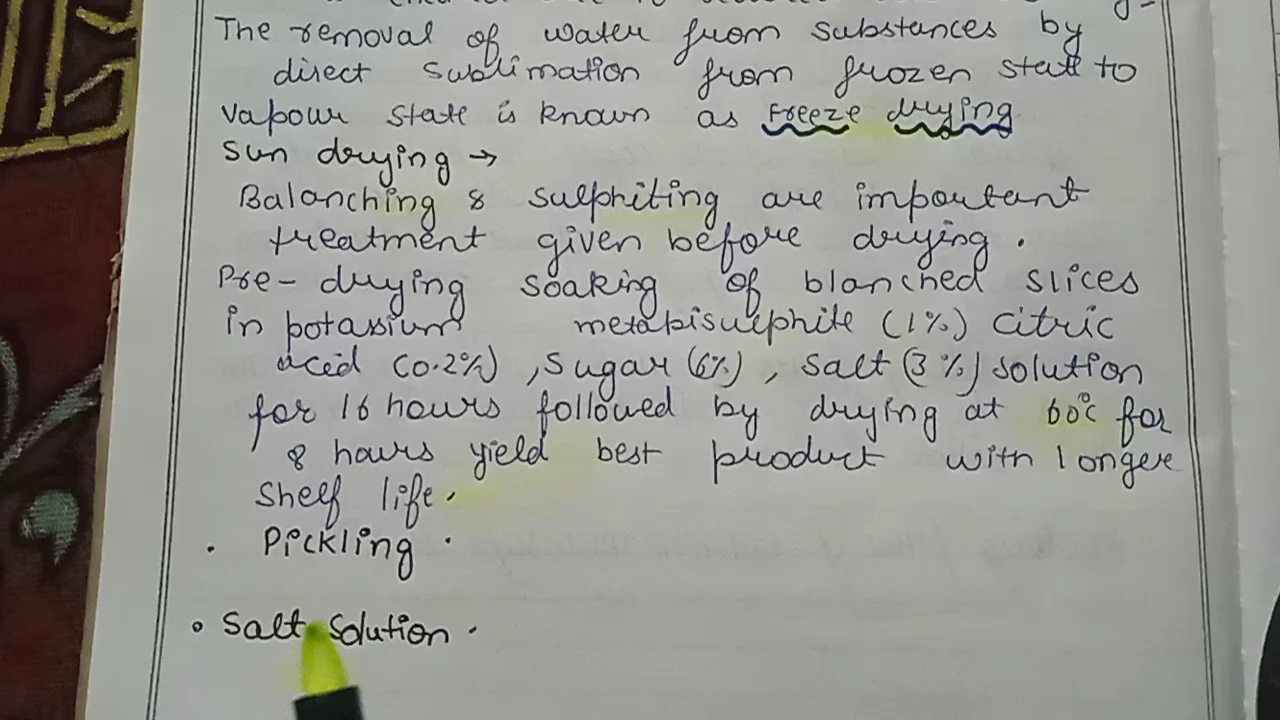 The removal of water from substances by
direct sublimation from frozen state to
vapour state is known as Freeze drying
Sun drying →
Balanching & sulphiting are important
treatment given before drying.
Pre-drying soaking of blanched slices
in potassium metabisulphite (1%) citric
acid (0.2%), sugar (6%), salt (3%) solution
for 16 hours followed by drying at 60°C for
8 hours yield best product with longer
shelf life.
. Pickling .
• Salt solution .